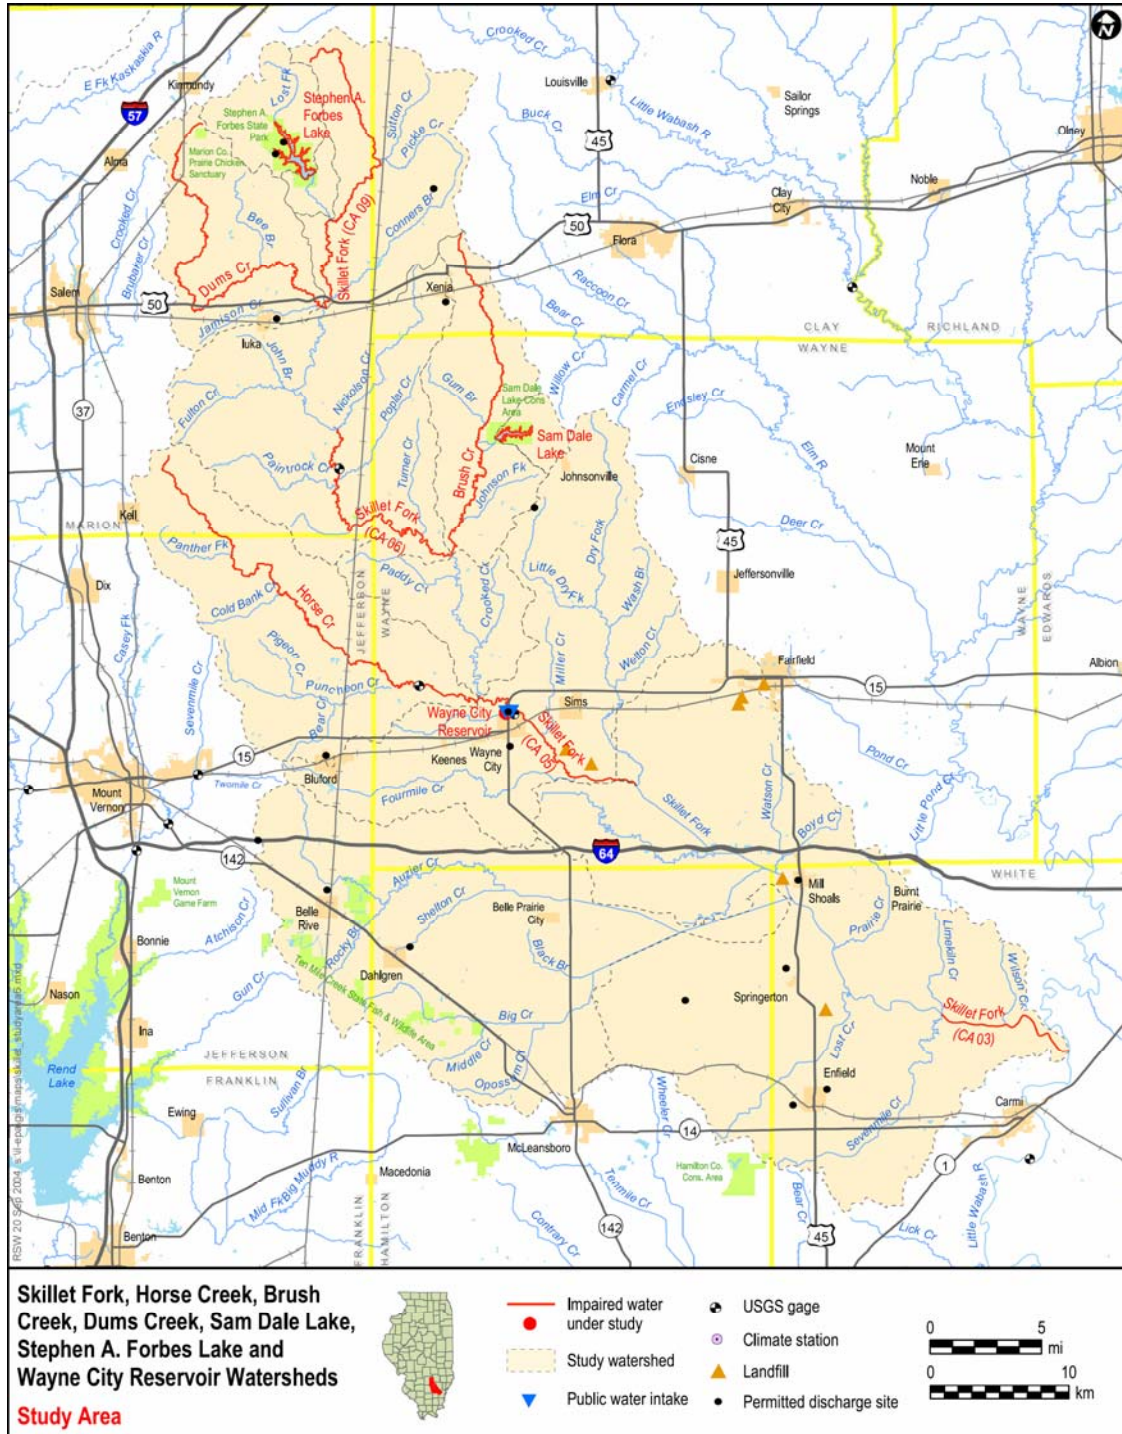 N
E Fk Kaskaskia R
Kinmundy
Lost Fk
Stephen A.
Forbes
Lake
Stephen A.
Forbes State
Park
Sutton Cr
Pickle Cr
Crooked Cr
Louisville
Little Wabash R
Sailor
Springs
Olney
57
Buck Cr
45
Alma
Marion Co.
Prairie Chicken
Sanctuary
Crooked Cr
Brubaker Cr
Bee Br
Skillet Fork (CA 09)
Conners Br
Elm Cr
Clay
City
Noble
50
Flora
Dums Cr
Salem
50
Jamison Cr
Iuka
John Br
Xenia
Raccoon Cr
Bear Cr
CLAY
WAYNE
RICHLAND
37
Fulton Cr
Nickolson Cr
Poplar Cr
Gum Br
Sam Dale
Lake Cons
Area
Willow Cr
Carmel Cr
Endsley Cr
Elm R
Sam Dale
Lake
Mount
Erie
Paintrock Cr
Turner Cr
Brush Cr
Johnson Fk
Johnsonville
Cisne
Kell
MARION
Skillet Fork
(CA 06)
Deer Cr
45
Panther Fk
Dix
Casey Fk
JEFFERSON
WAYNE
Paddy Cr
Crooked Cr
Little Dry Fk
Dry Fork
Wash Br
Jeffersonville
WAYNE
EDWARDS
Cold Bank Cr
Horse Cr
Pigeon Cr
Miller Cr
Welton Cr
Fairfield
Albion
Sevenmile Cr
Puncheon Cr
Bear Cr
15
Sims
Wayne City
Reservoir
Skillet Fork
(CA 05)
15
Bluford
Keenes
Wayne
City
Twomile Cr
Mount
Vernon
Fourmile Cr
Skillet Fork
Watson Cr
Boyd Cr
Pond Cr
Little Pond Cr
142
64
WHITE
Mount
Vernon
Game Farm
Auxier Cr
Shelton Cr
Mill
Shoals
Burnt
Prairie
Atchison Cr
Belle
Rive
Rocky Br
Belle Prairie
City
Black Br
Prairie Cr
Limekiln Cr
Wilson Cr
Bonnie
Dahlgren
Ten Mile Creek State Fish & Wildlife Area
Nason
Gun Cr
Springerton
Skillet Fork
(CA 03)
Big Cr
Ina
Lost Cr
Middle Cr
Opossum Cr
JEFFERSON
FRANKLIN
Rend
Lake
Sullivan Br
Enfield
Carmi
Ewing
Wheeler Cr
Sevenmile Cr
14
McLeansboro
1
Benton
Mid Fk Big Muddy R
Macedonia
Hamilton Co.
Cons. Area
Tenmile Cr
Bear Cr
Little Wabash R
Benton
FRANKLIN
HAMILTON
Contrary Cr
142
45
Lick Cr
Skillet Fork, Horse Creek, Brush
Creek, Dums Creek, Sam Dale Lake,
Stephen A. Forbes Lake and
Wayne City Reservoir Watersheds
Study Area
Impaired water
under study
Study watershed
Public water intake
USGS gage
Climate station
Landfill
Permitted discharge site
0 5
mi
0 10
km